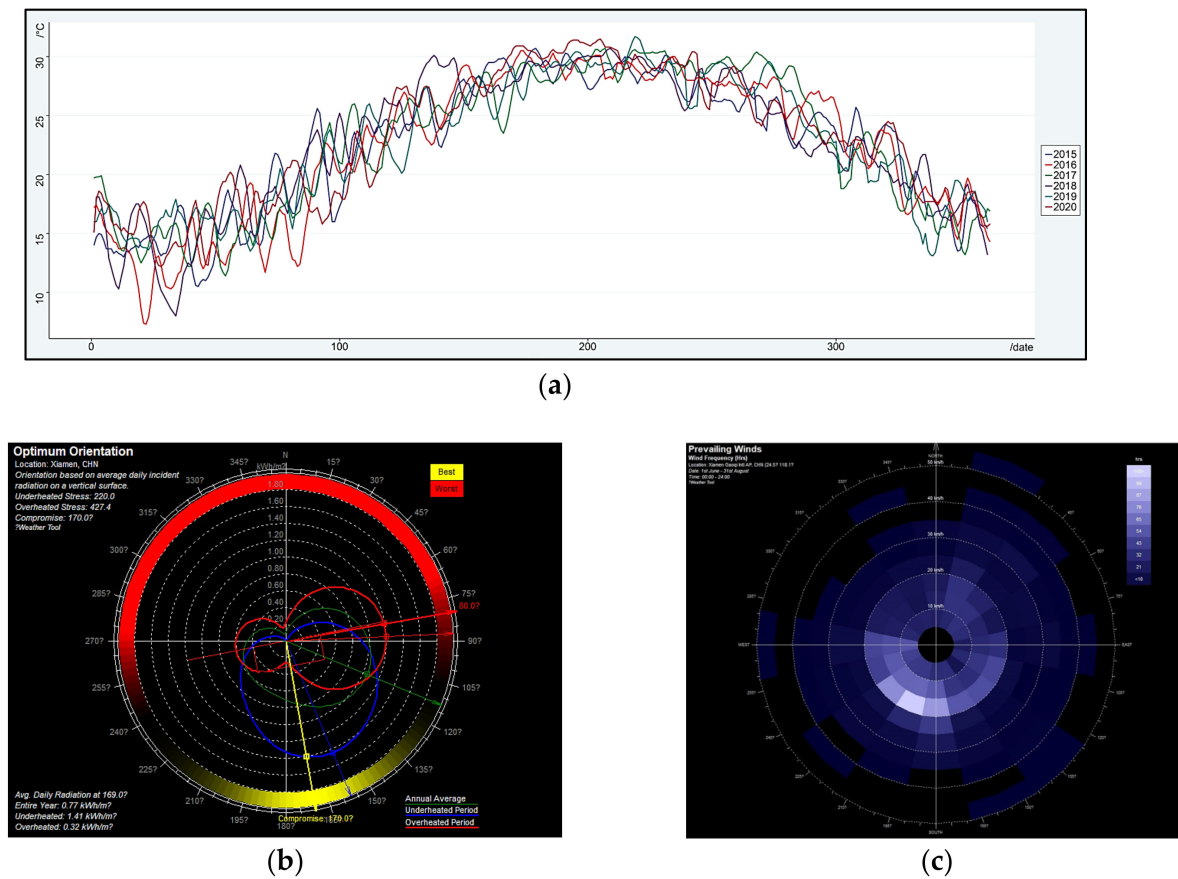 /°C
30
25
20
15
10
0
100
200
300
/date
2015
2016
2017
2018
2019
2020
(a)
Optimum Orientation
Location: Xiamen, CHN
Orientation based on average daily incident
radiation on a vertical surface.
Underheated Stress: 220.0
Overheated Stress: 427.4
Compromise: 170.0?
?Weather Tool
Best
Worst
N
kWh/m?
1.80
1.40
1.20
1.00
0.80
0.60
0.40
0.20
345?
15?
30?
45?
60?
75?
80.0?
90?
105?
120?
150?
180?
195?
210?
225?
240?
255?
270?
285?
300?
315?
Compromise: 170.0?
Avg. Daily Radiation at 169.0?
Entire Year: 0.77 kWh/m?
Underheated: 1.41 kWh/m?
Overheated: 0.32 kWh/m?
Annual Average
Underheated Period
Overheated Period
(b)
Prevailing Winds
Wind Frequency (Hrs)
Date: 1st June - 31st August
Time: 00:00 - 24:00
?Weather Tool
NORTH
50 km/h
40 km/h
30 km/h
20 km/h
10 km/h
WEST
EAST
SOUTH
hrs
87
76
65
54
43
32
21
<10
(c)